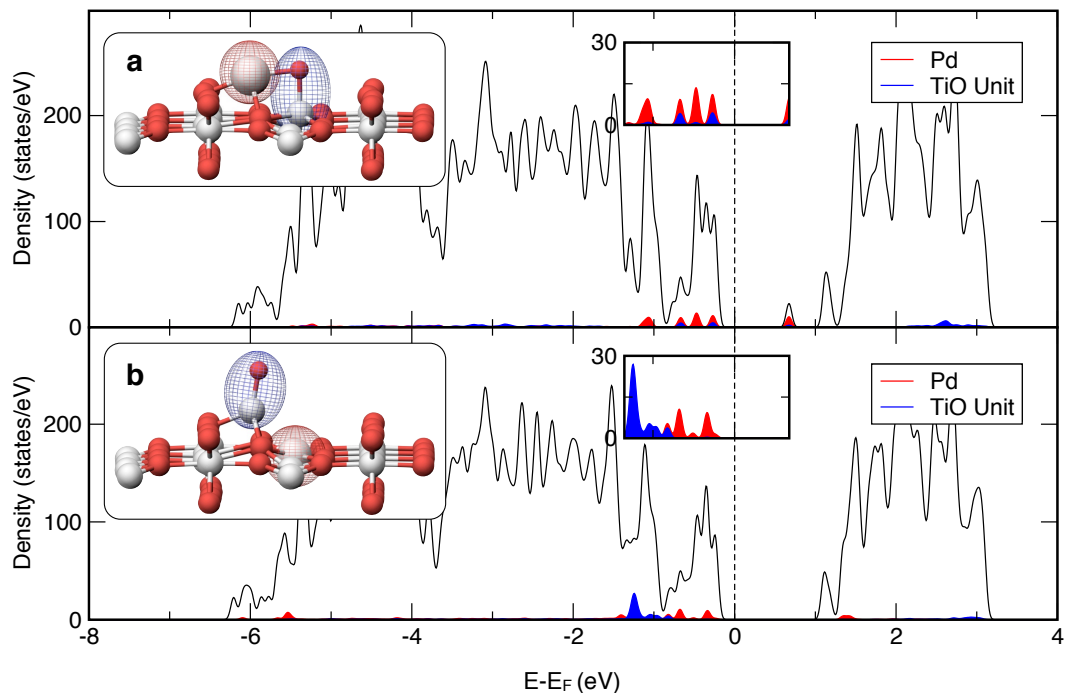 a
30
0
Pd
TiO Unit
Density (states/eV)
200
100
0
b
30
0
Pd
TiO Unit
Density (states/eV)
200
100
0
-8 -6 -4 -2 0 2 4
E-E_F (eV)